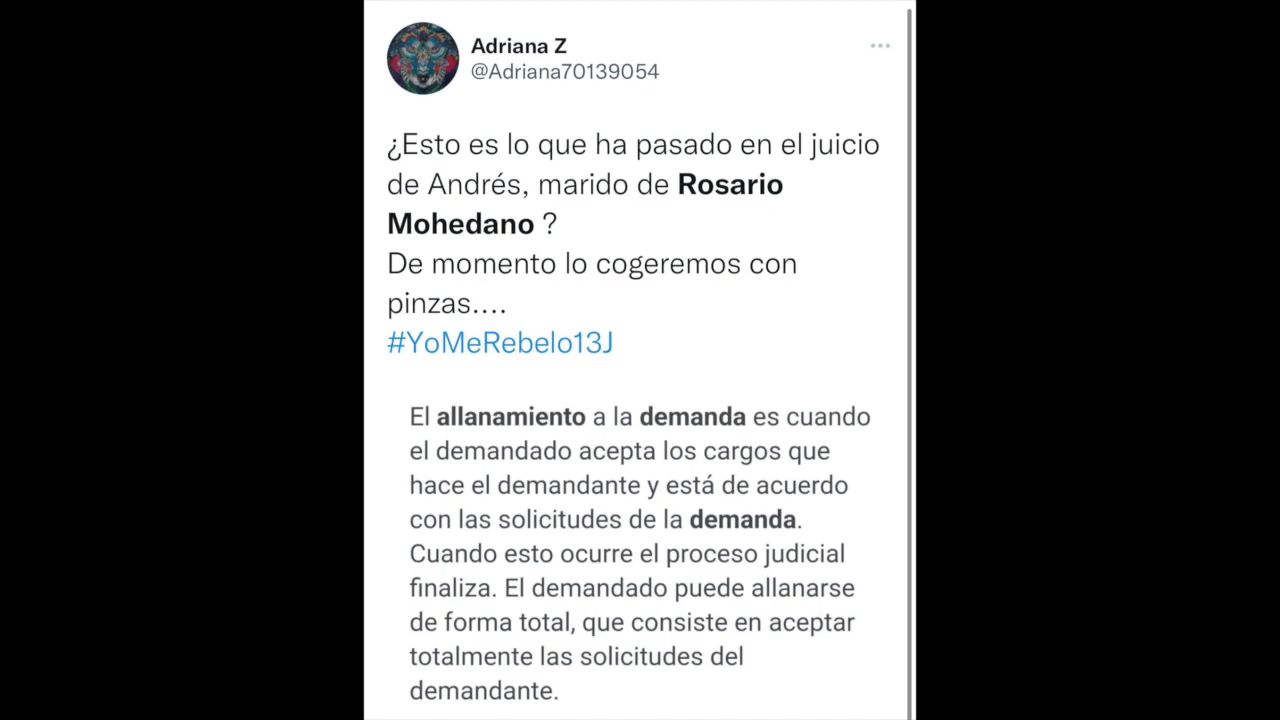 Adriana Z
@Adriana70139054
¿Esto es lo que ha pasado en el juicio
de Andrés, marido de Rosario
Mohedano ?
De momento lo cogeremos con
pinzas....
#YoMeRebelo13J
El allanamiento a la demanda es cuando
el demandado acepta los cargos que
hace el demandante y está de acuerdo
con las solicitudes de la demanda.
Cuando esto ocurre el proceso judicial
finaliza. El demandado puede allanarse
de forma total, que consiste en aceptar
totalmente las solicitudes del
demandante.